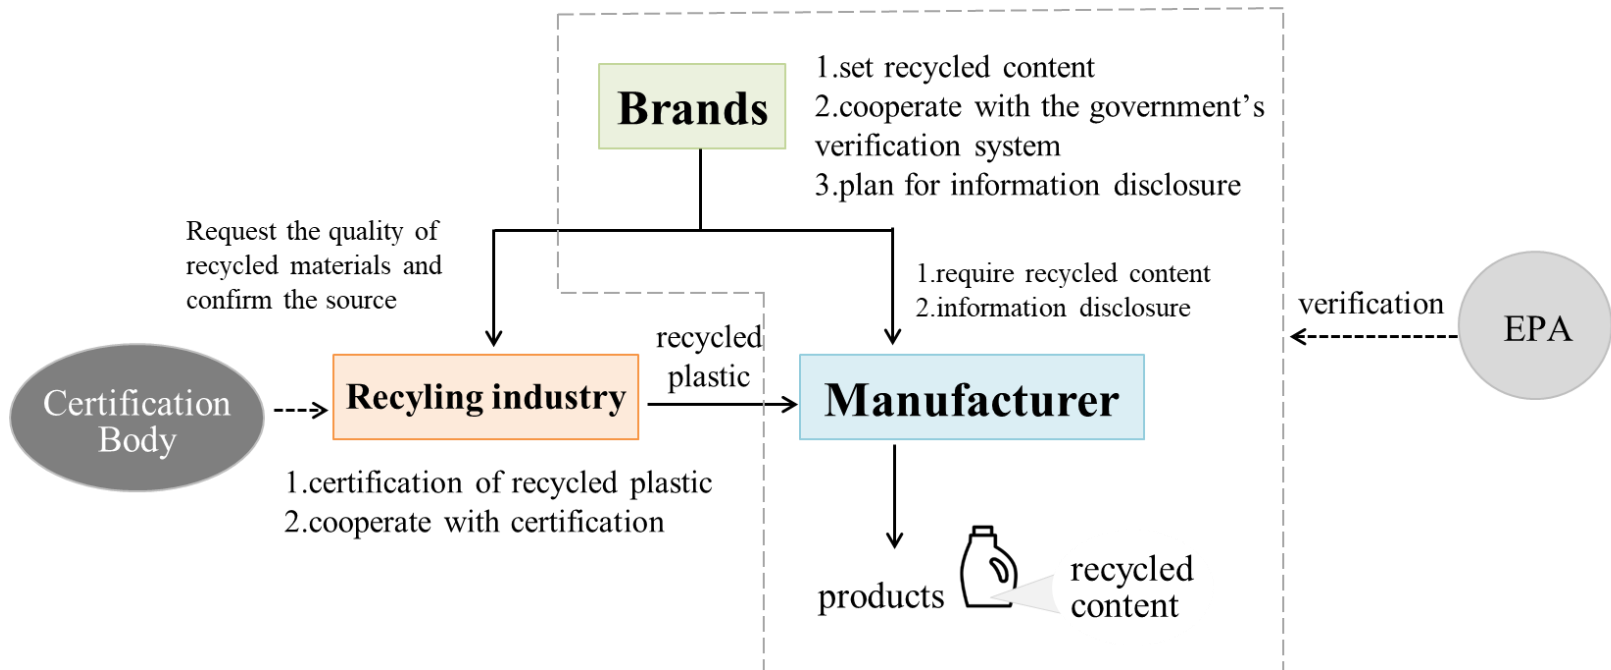 Brands
1.set recycled content
2.cooperate with the government’s
verification system
3.plan for information disclosure
Request the quality of
recycled materials and
confirm the source
1.require recycled content
2.information disclosure
verification
EPA
recycled
plastic
Certification
Body
Recyling industry
Manufacturer
1.certification of recycled plastic
2.cooperate with certification
products
recycled
content